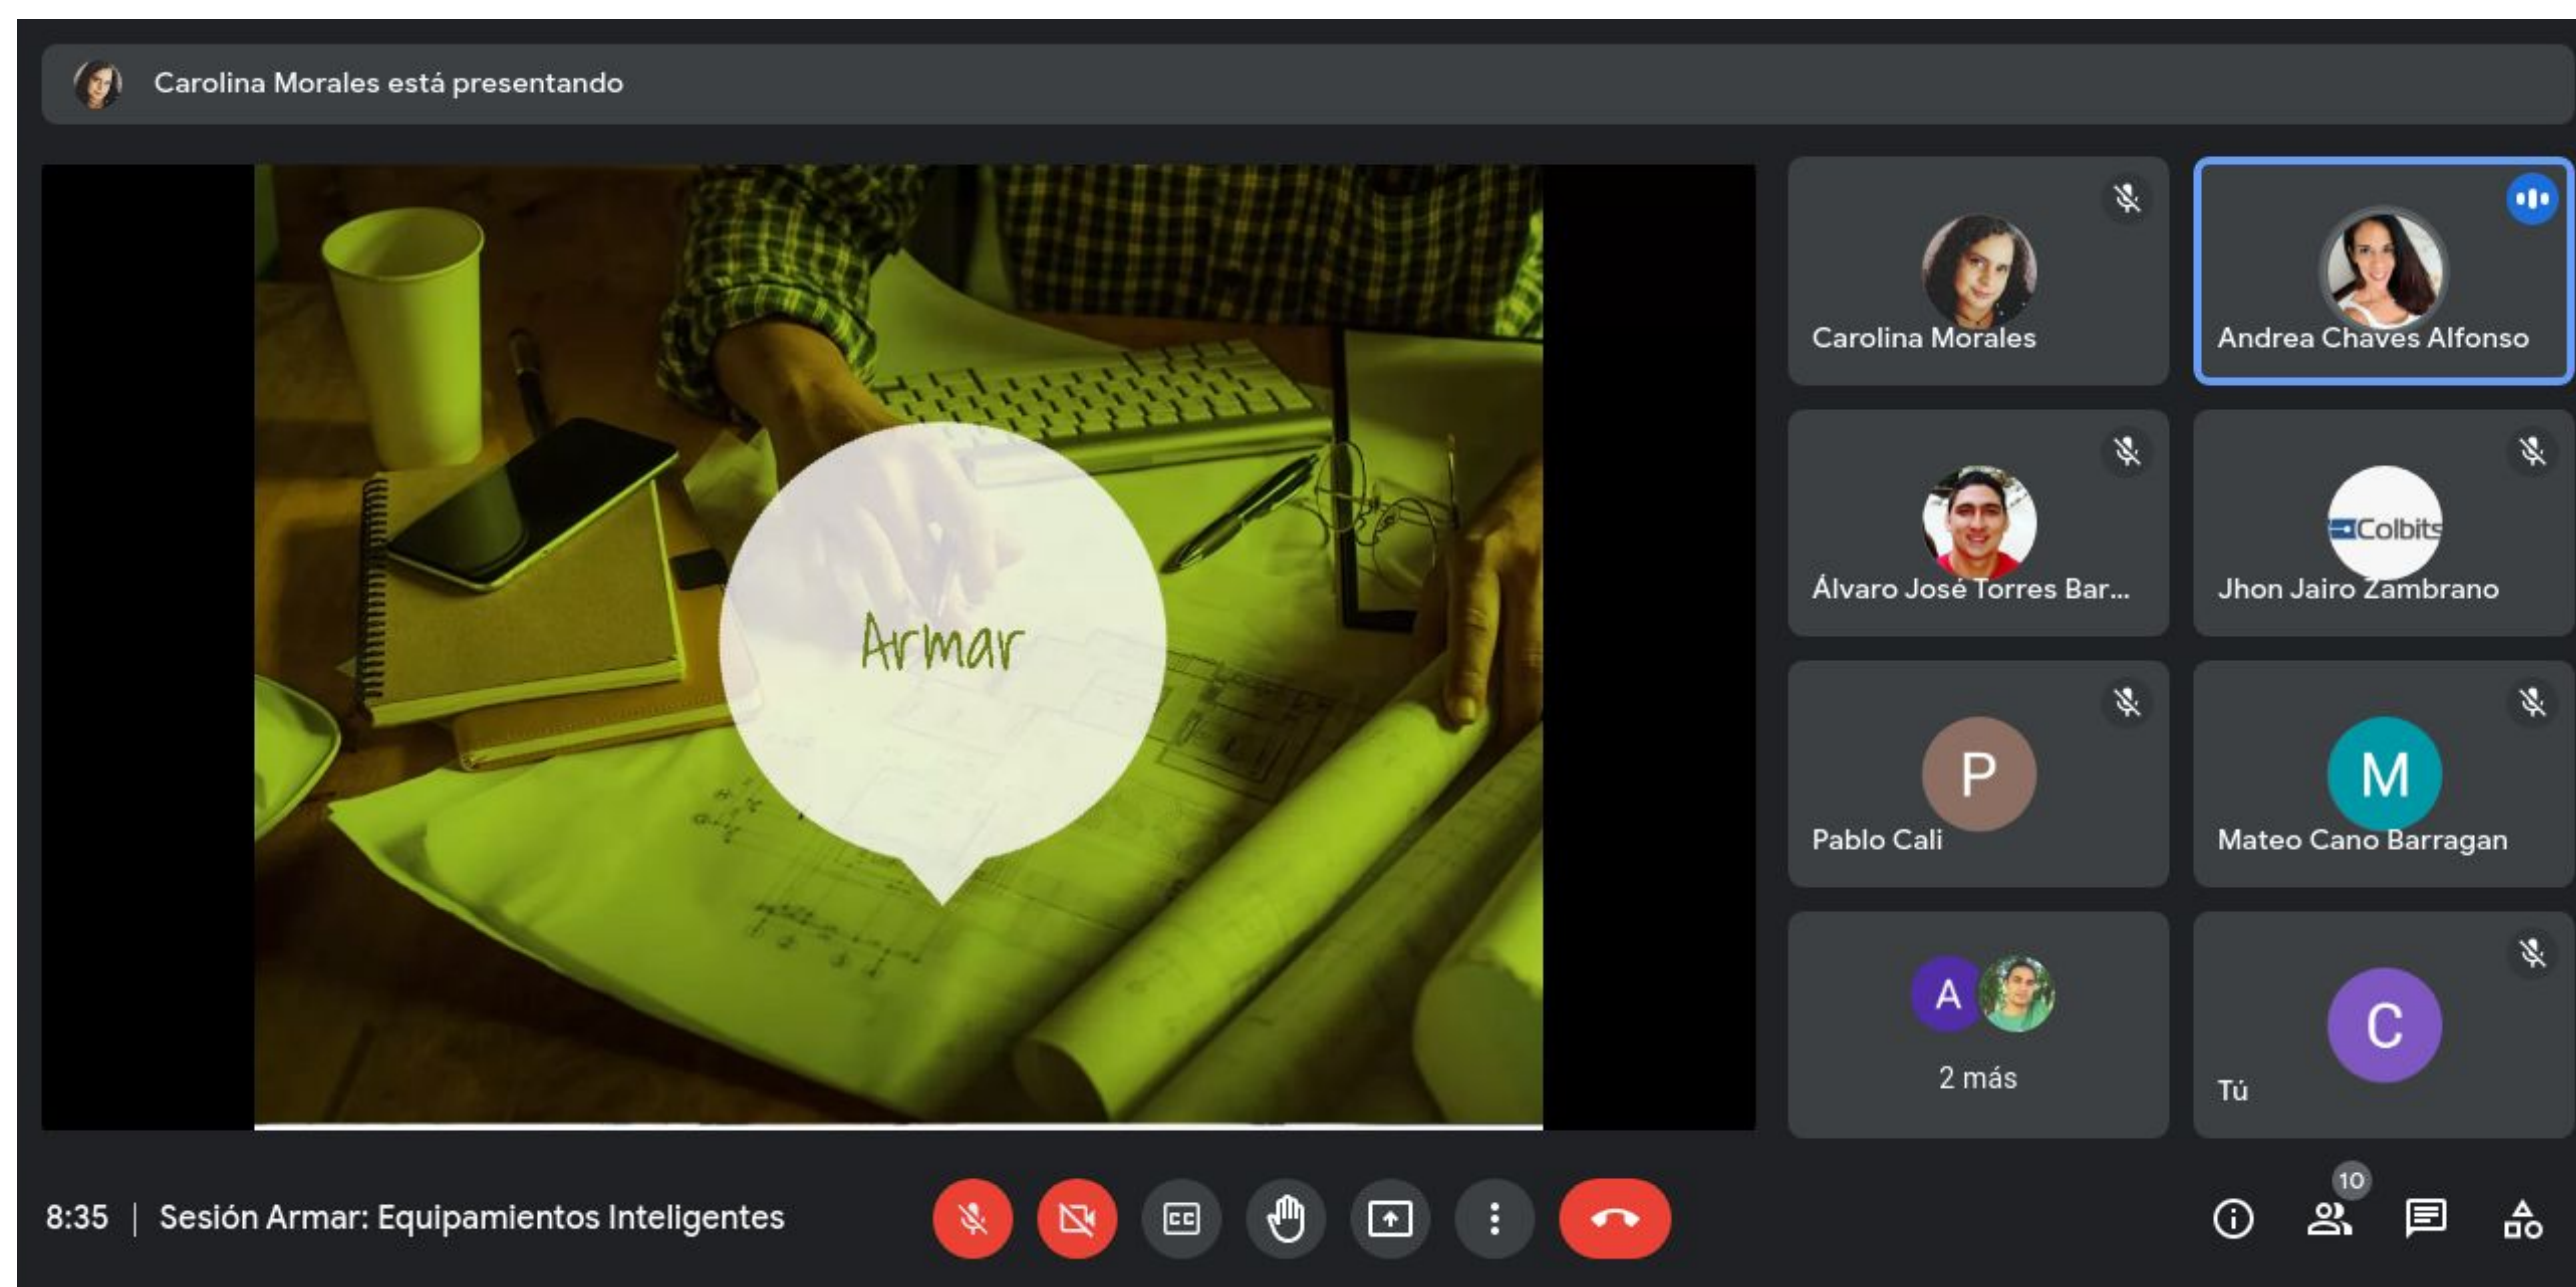 Carolina Morales está presentando
Armar
Carolina Morales
Andrea Chaves Alfonso
Álvaro José Torres Bar...
Colbits
Jhon Jairo Zambrano
P
Pablo Cali
M
Mateo Cano Barragan
A
2 más
C
Tú
8:35 | Sesión Armar: Equipamientos Inteligentes
CC
10